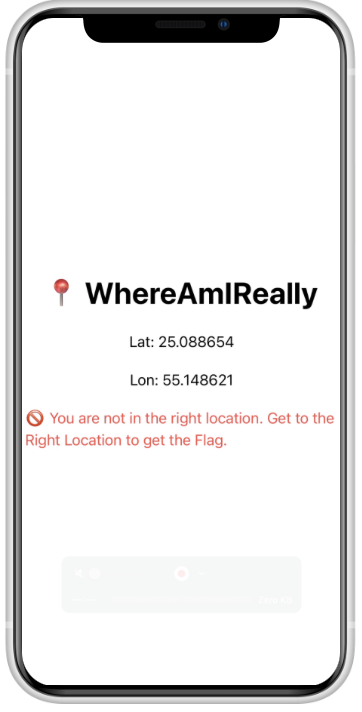 📍 WhereAmIReally
Lat: 25.088654
Lon: 55.148621
🚫 You are not in the right location. Get to the
Right Location to get the Flag.